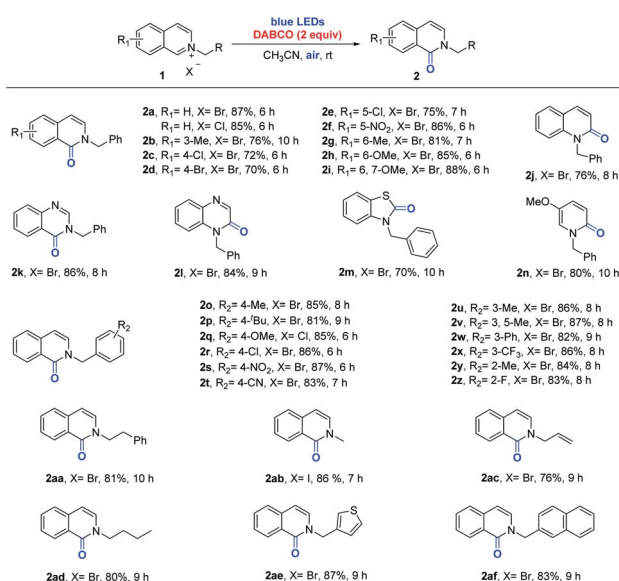 R₁
N
+
R
X⁻
1
blue LEDs
DABCO (2 equiv)
CH₃CN, air, rt
R₁
N
R
O
2
R₁
N
Ph
O
2a, R₁= H, X= Br, 87%, 6 h
R₁= H, X= Cl, 85%, 6 h
2b, R₁= 3-Me, X= Br, 76%, 10 h
2c, R₁= 4-Cl, X= Br, 72%, 6 h
2d, R₁= 4-Br, X= Br, 70%, 6 h
2e, R₁= 5-Cl, X= Br, 75%, 7 h
2f, R₁= 5-NO₂, X= Br, 86%, 6 h
2g, R₁= 6-Me, X= Br, 81%, 7 h
2h, R₁= 6-OMe, X= Br, 85%, 6 h
2i, R₁= 6, 7-OMe, X= Br, 88%, 6 h
N
O
Ph
2j, X= Br, 76%, 8 h
N
N
Ph
O
2k, X= Br, 86%, 8 h
N
N
O
Ph
2l, X= Br, 84%, 9 h
S
O
N
2m, X= Br, 70%, 10 h
MeO
N
O
Ph
2n, X= Br, 80%, 10 h
R₂
N
O
2o, R₂= 4-Me, X= Br, 85%, 8 h
2p, R₂= 4-ᵗBu, X= Br, 81%, 9 h
2q, R₂= 4-OMe, X= Cl, 85%, 6 h
2r, R₂= 4-Cl, X= Br, 86%, 6 h
2s, R₂= 4-NO₂, X= Br, 87%, 6 h
2t, R₂= 4-CN, X= Br, 83%, 7 h
2u, R₂= 3-Me, X= Br, 86%, 8 h
2v, R₂= 3, 5-Me, X= Br, 87%, 8 h
2w, R₂= 3-Ph, X= Br, 82%, 9 h
2x, R₂= 3-CF₃, X= Br, 86%, 8 h
2y, R₂= 2-Me, X= Br, 84%, 8 h
2z, R₂= 2-F, X= Br, 83%, 8 h
N
Ph
O
2aa, X= Br, 81%, 10 h
N
O
2ab, X= I, 86 %, 7 h
N
O
2ac, X= Br, 76%, 9 h
N
O
2ad, X= Br, 80%, 9 h
S
N
O
2ae, X= Br, 87%, 9 h
N
O
2af, X= Br, 83%, 9 h